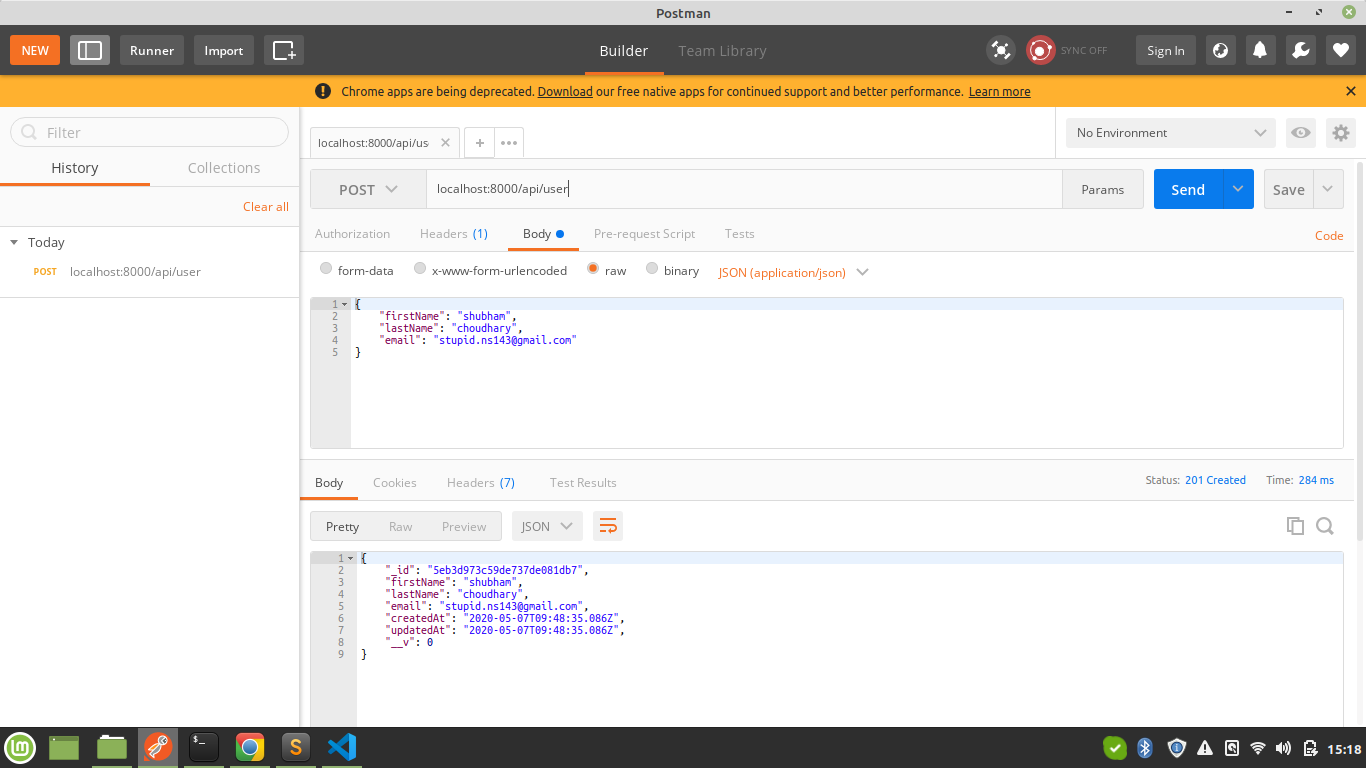 Postman
NEW Runner Import Builder Team Library SYNC OFF Sign In
! Chrome apps are being deprecated. Download our free native apps for continued support and better performance. Learn more
Filter
History Collections
Clear all
Today
POST localhost:8000/api/user
localhost:8000/api/us
No Environment
POST localhost:8000/api/user Params Send Save
Authorization Headers (1) Body Pre-request Script Tests Code
form-data x-www-form-urlencoded raw binary JSON (application/json)
1 {
2 "firstName": "shubham",
3 "lastName": "choudhary",
4 "email": "stupid.ns143@gmail.com"
5 }
Body Cookies Headers (7) Test Results Status: 201 Created Time: 284 ms
Pretty Raw Preview JSON
1 {
2 "_id": "5eb3d973c59de737de081db7",
3 "firstName": "shubham",
4 "lastName": "choudhary",
5 "email": "stupid.ns143@gmail.com",
6 "createdAt": "2020-05-07T09:48:35.086Z",
7 "updatedAt": "2020-05-07T09:48:35.086Z",
8 "__v": 0
9 }
$_ S 15:18